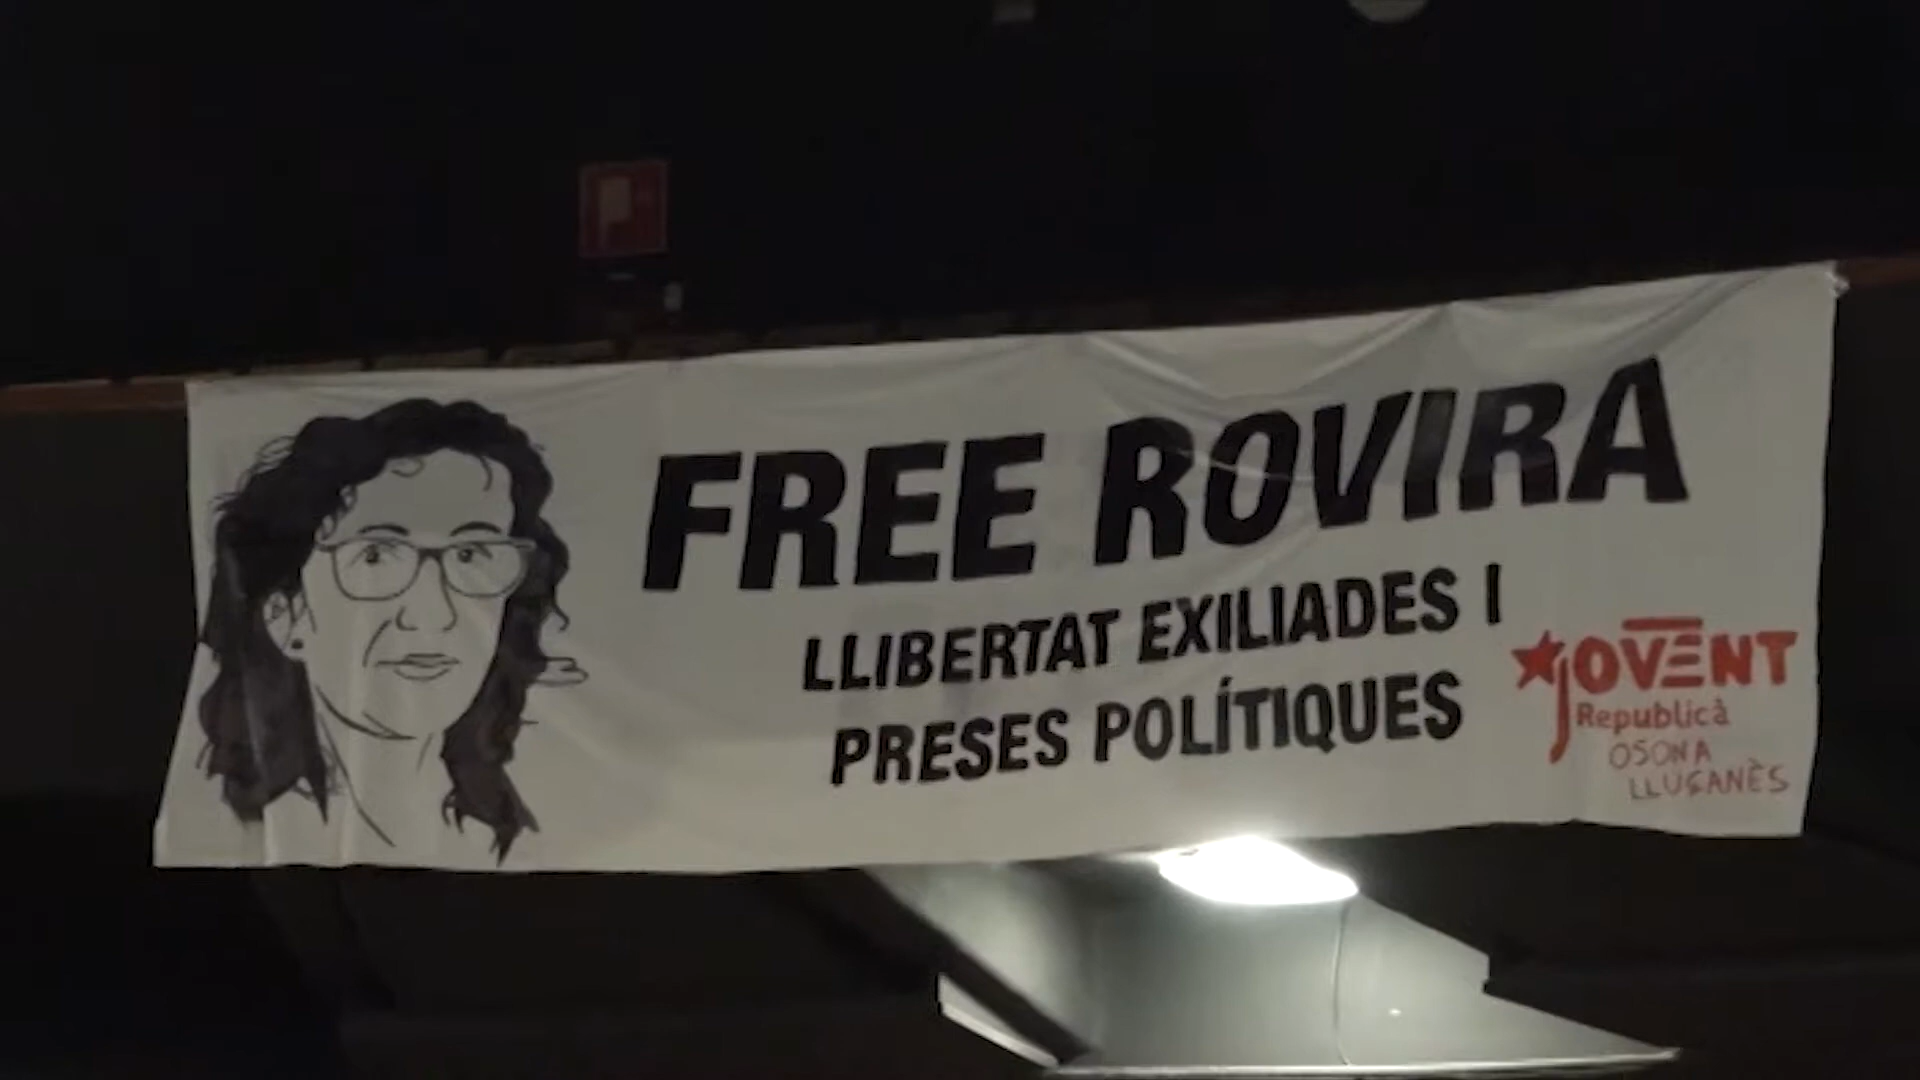 FREE ROVIRA
LLIBERTAT EXILIADES I
PRESES POLÍTIQUES
JOVENT
Republicà
OSONA
LLUÇANÈS